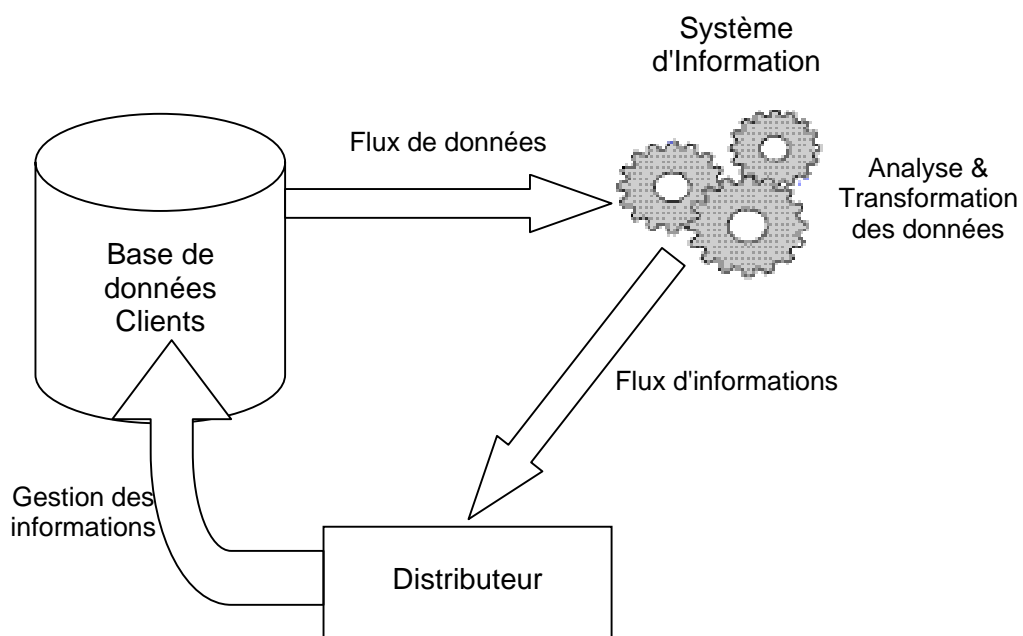 Système
d'Information
Flux de données
Analyse &
Transformation
des données
Base de
données
Clients
Flux d'informations
Gestion des
informations
Distributeur